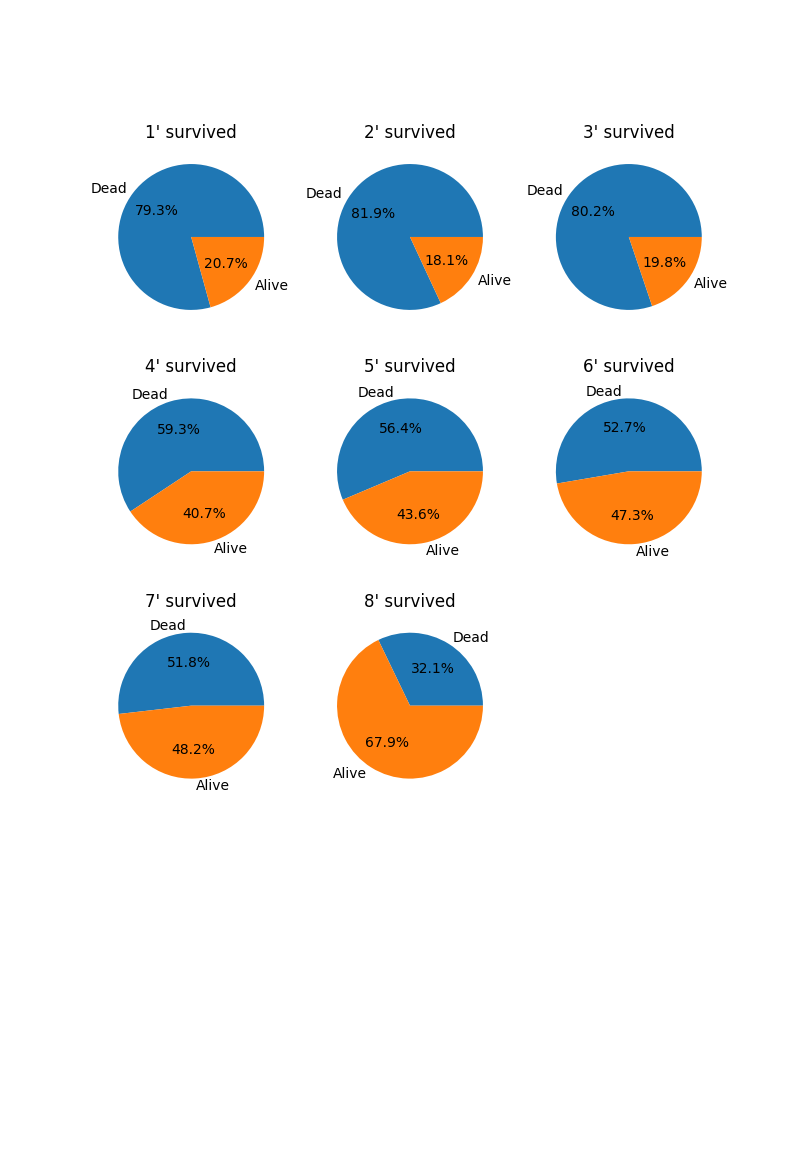 1' survived
Dead
79.3%
20.7%
Alive
2' survived
Dead
81.9%
18.1%
Alive
3' survived
Dead
80.2%
19.8%
Alive
4' survived
Dead
59.3%
40.7%
Alive
5' survived
Dead
56.4%
43.6%
Alive
6' survived
Dead
52.7%
47.3%
Alive
7' survived
Dead
51.8%
48.2%
Alive
8' survived
Dead
32.1%
67.9%
Alive